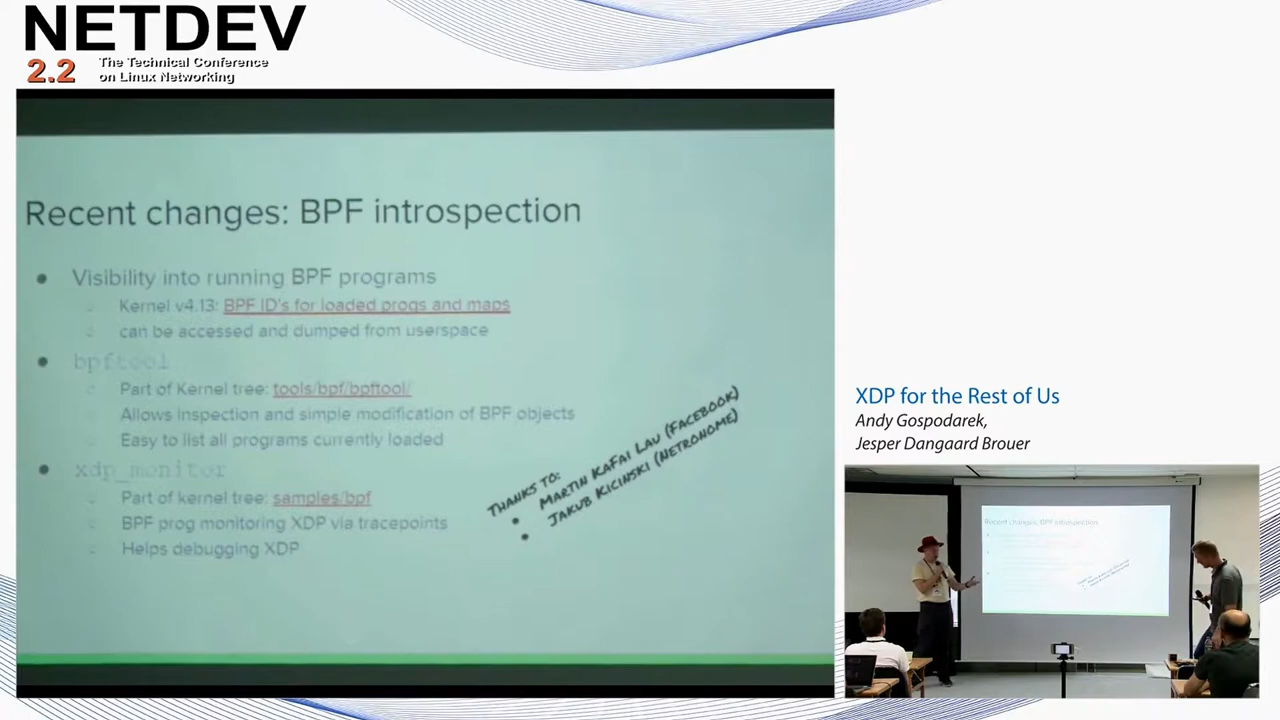 NETDEV
2.2
The Technical Conference
on Linux Networking
Recent changes: BPF introspection
Visibility into running BPF programs
Kernel v4.13: BPF ID's for loaded progs and maps
can be accessed and dumped from userspace
bpftool
Part of Kernel tree: tools/bpf/bpftool/
Allows inspection and simple modification of BPF objects
Easy to list all programs currently loaded
xdp_monitor
Part of kernel tree: samples/bpf
BPF prog monitoring XDP via tracepoints
Helps debugging XDP
THANKS TO:
MARTIN KAFAI LAU (FACEBOOK)
JAKUB KICINSKI (NETRONOME)
XDP for the Rest of Us
Andy Gospodarek,
Jesper Dangaard Brouer
Recent changes: BPF introspection